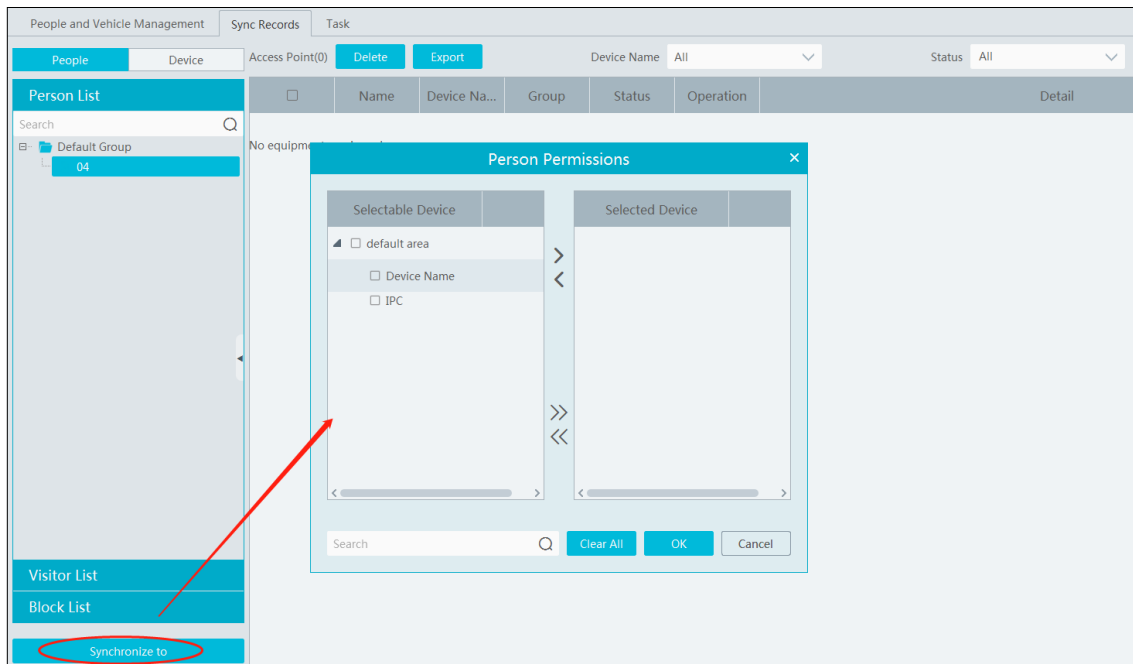 People and Vehicle Management Sync Records Task
People Device Access Point(0) Delete Export Device Name All Status All
Person List
Name Device Na... Group Status Operation Detail
Search
Default Group
04
No equipm
Person Permissions
Selectable Device Selected Device
default area
Device Name
IPC
Search Clear All OK Cancel
Visitor List
Block List
Synchronize to